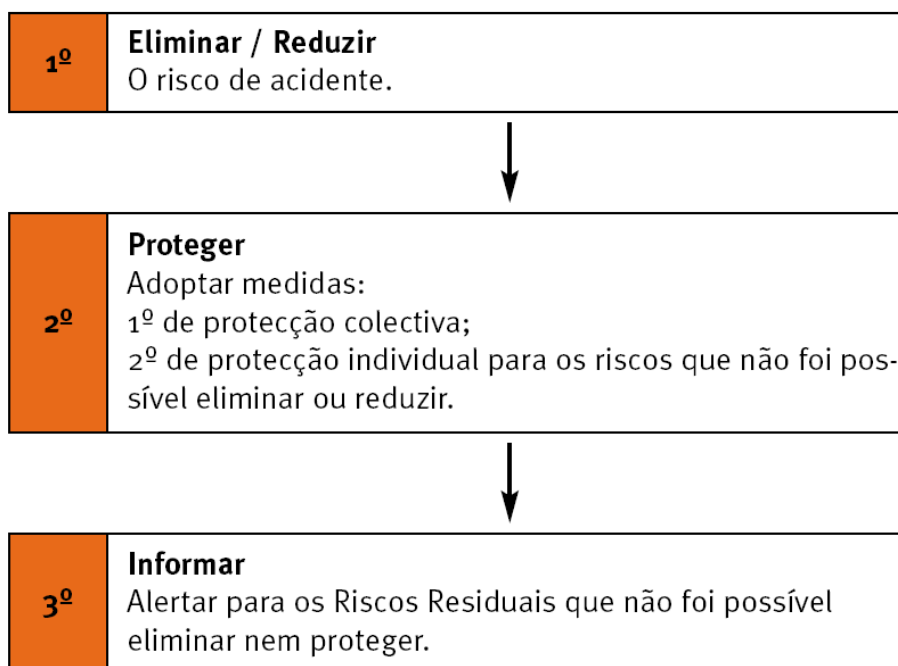 1º
Eliminar / Reduzir
O risco de acidente.
2º
Proteger
Adoptar medidas:
1º de protecção colectiva;
2º de protecção individual para os riscos que não foi pos-
sível eliminar ou reduzir.
3º
Informar
Alertar para os Riscos Residuais que não foi possível
eliminar nem proteger.